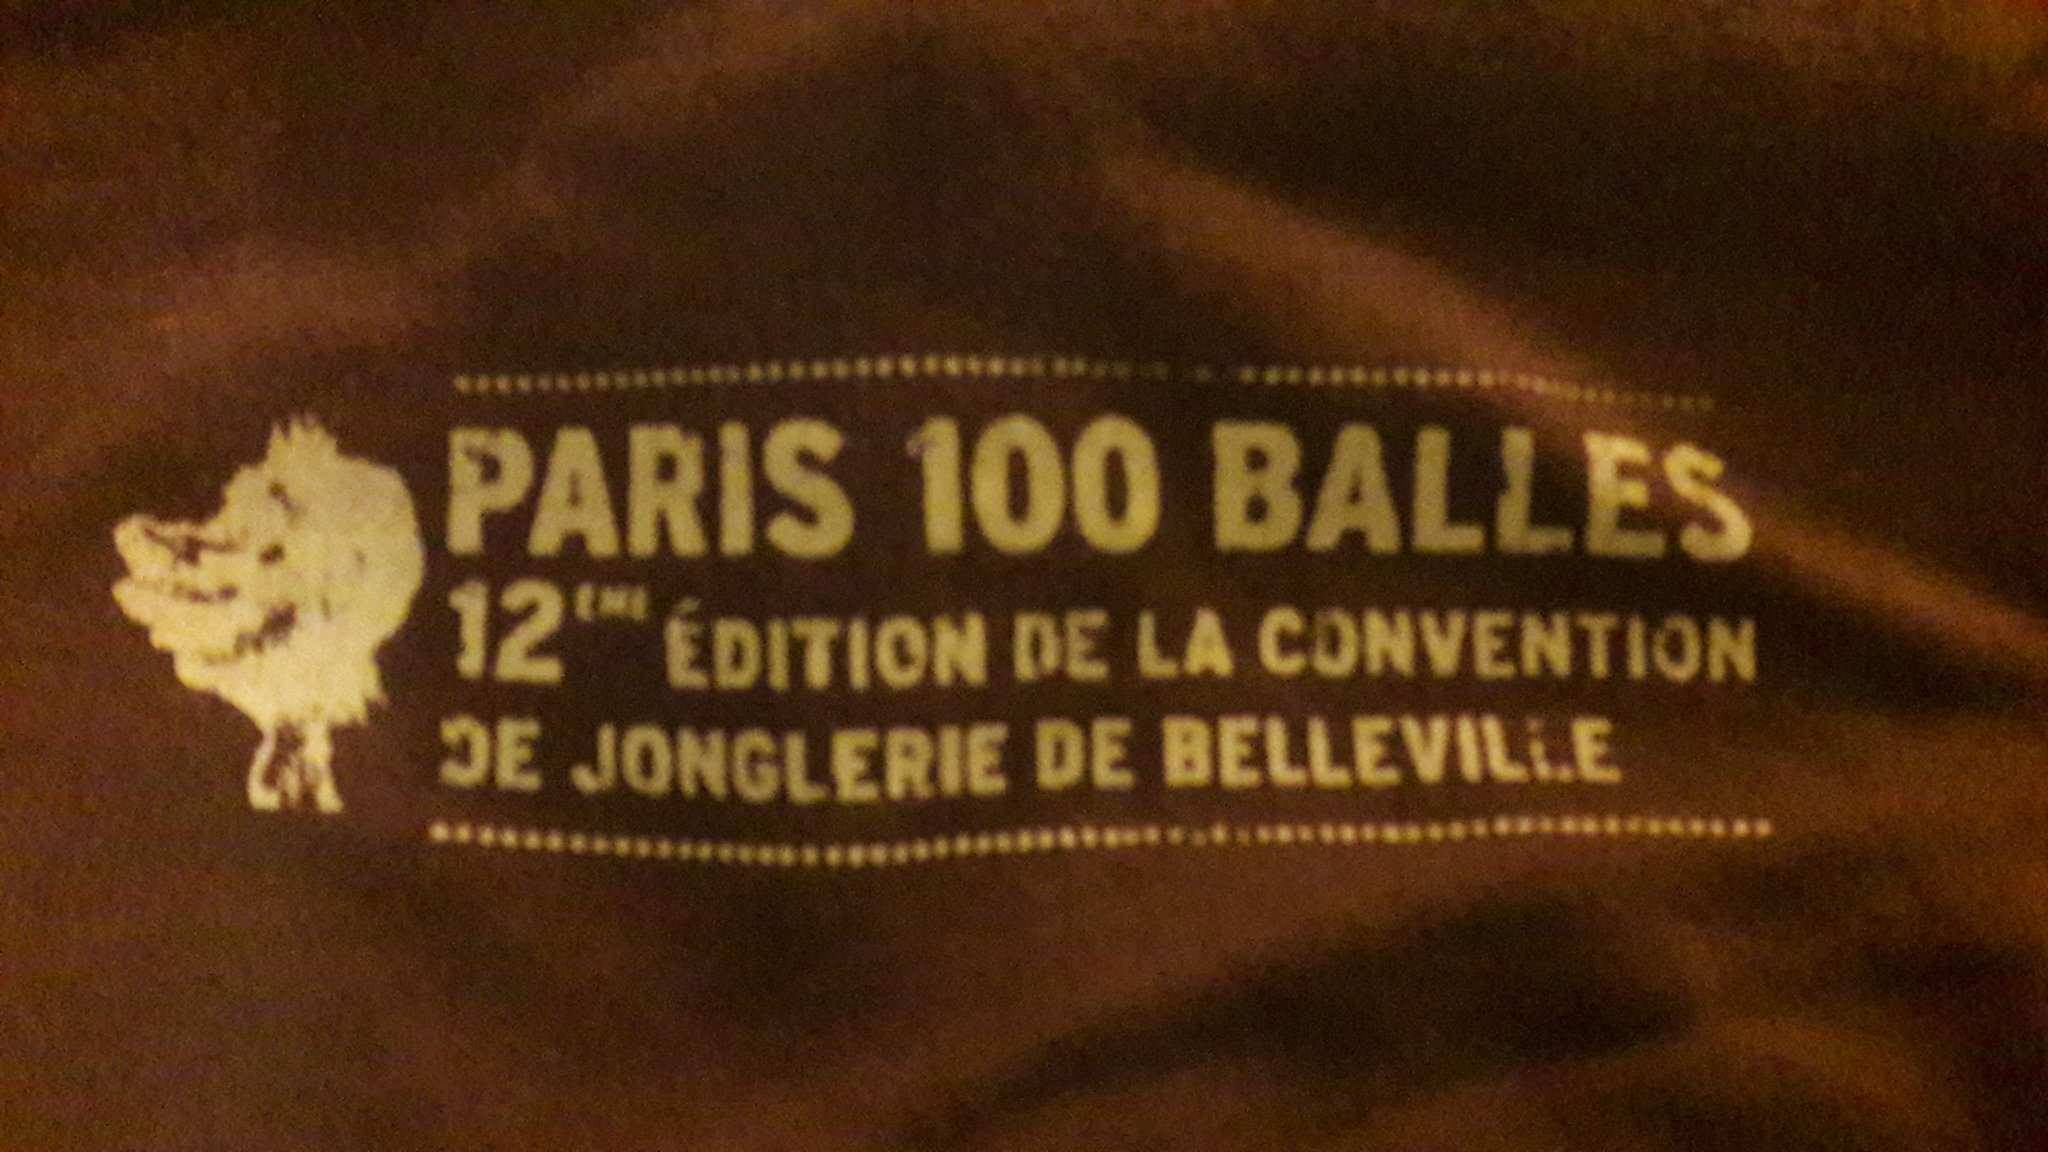 PARIS 100 BALLES
12ÈME ÉDITION DE LA CONVENTION
DE JONGLERIE DE BELLEVILLE